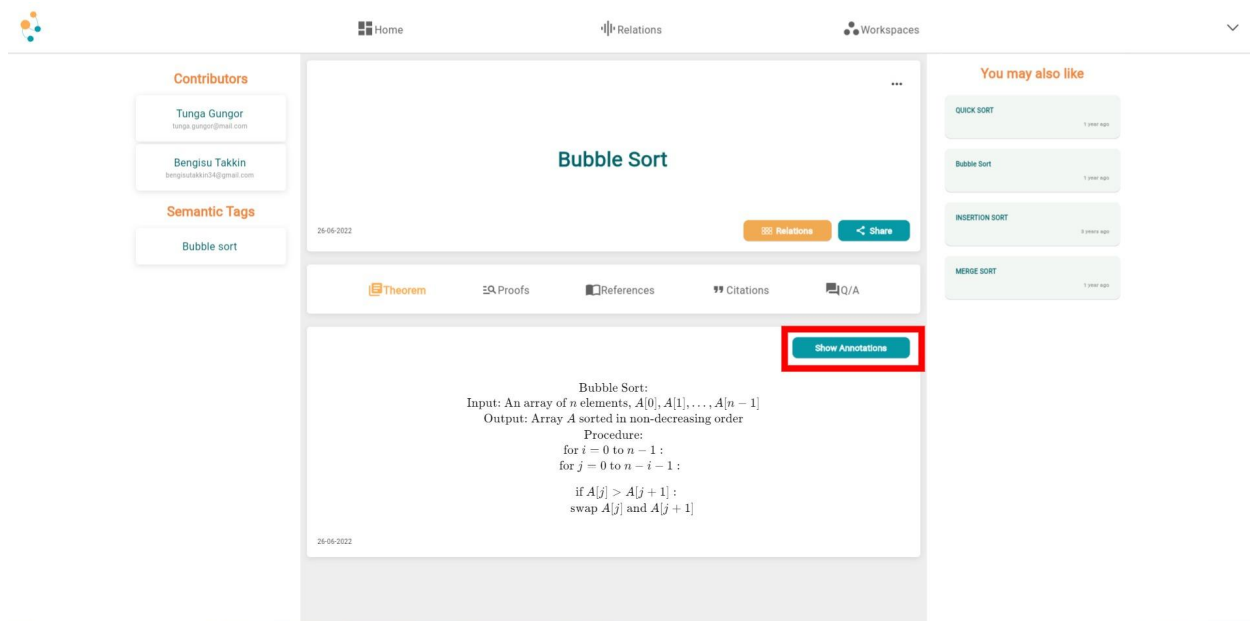 Home
Relations
Workspaces
Contributors
Tunga Gungor
tunga.gungor@mail.com
Bengisu Takkin
bengisutakkin34@gmail.com
Semantic Tags
Bubble sort
Bubble Sort
26-06-2022
Relations
Share
Theorem
Proofs
References
Citations
Q/A
Show Annotations
Bubble Sort:
Input: An array of n elements, A[0], A[1], . . . , A[n − 1]
Output: Array A sorted in non-decreasing order
Procedure:
for i = 0 to n − 1 :
for j = 0 to n − i − 1 :
if A[j] > A[j + 1] :
swap A[j] and A[j + 1]
26-06-2022
You may also like
QUICK SORT
1 year ago
Bubble Sort
1 year ago
INSERTION SORT
3 years ago
MERGE SORT
1 year ago